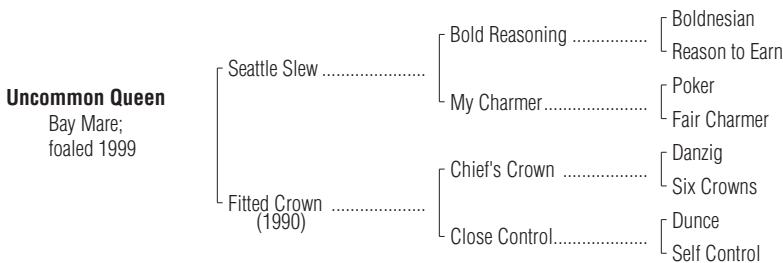 Boldnesian
Bold Reasoning ..................
Reason to Earn
Seattle Slew ......................
Poker
My Charmer....................
Fair Charmer
Uncommon Queen
Bay Mare;
foaled 1999
Danzig
Chief's Crown ..................
Six Crowns
Fitted Crown ....................
(1990)
Dunce
Close Control..................
Self Control